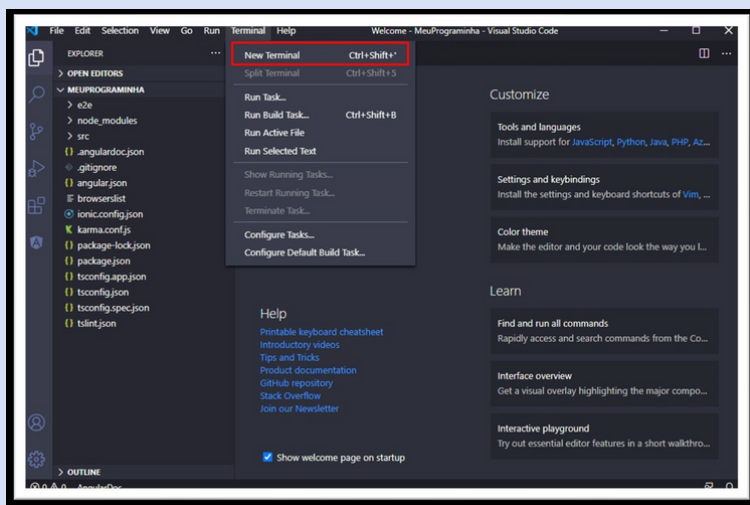 File Edit Selection View Go Run Terminal Help Welcome - MeuPrograminha - Visual Studio Code
EXPLORER
OPEN EDITORS
MEUPROGRAMINHA
e2e
node_modules
src
{} .angulardoc.json
.gitignore
{} angular.json
browserslist
ionic.config.json
karma.conf.js
{} package-lock.json
{} package.json
{} tsconfig.app.json
{} tsconfig.json
{} tsconfig.spec.json
{} tslint.json
OUTLINE
0 0 AngularDoc
New Terminal Ctrl+Shift+'
Split Terminal Ctrl+Shift+5
Run Task...
Run Build Task... Ctrl+Shift+B
Run Active File
Run Selected Text
Show Running Tasks...
Restart Running Task...
Terminate Task...
Configure Tasks...
Configure Default Build Task...
Help
Printable keyboard cheatsheet
Introductory videos
Tips and Tricks
Product documentation
GitHub repository
Stack Overflow
Join our Newsletter
Show welcome page on startup
Customize
Tools and languages
Install support for JavaScript, Python, Java, PHP, Az...
Settings and keybindings
Install the settings and keyboard shortcuts of Vim, ...
Color theme
Make the editor and your code look the way you l...
Learn
Find and run all commands
Rapidly access and search commands from the Co...
Interface overview
Get a visual overlay highlighting the major compo...
Interactive playground
Try out essential editor features in a short walkthro...